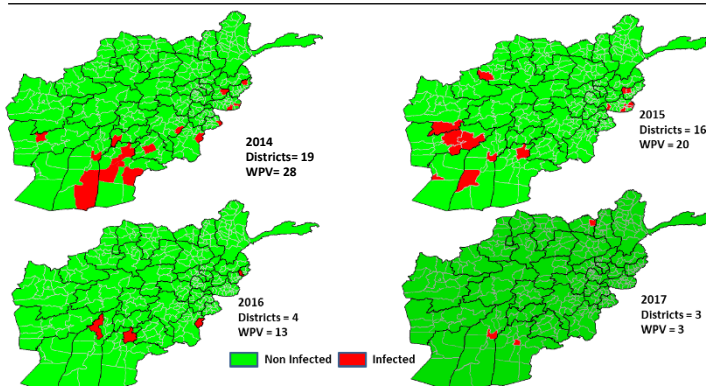 2014
Districts= 19
WPV= 28
2015
Districts = 16
WPV = 20
2016
Districts = 4
WPV = 13
2017
Districts = 3
WPV = 3
Non Infected
Infected